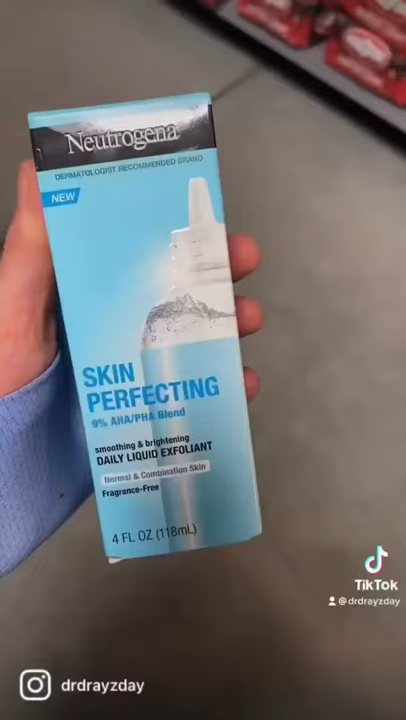 Neutrogena
DERMATOLOGIST RECOMMENDED BRAND
NEW
SKIN
PERFECTING
9% AHA/PHA Blend
smoothing & brightening
DAILY LIQUID EXFOLIANT
Normal & Combination Skin
Fragrance-Free
4 FL OZ (118mL)
TikTok
@drdrayzday
drdrayzday